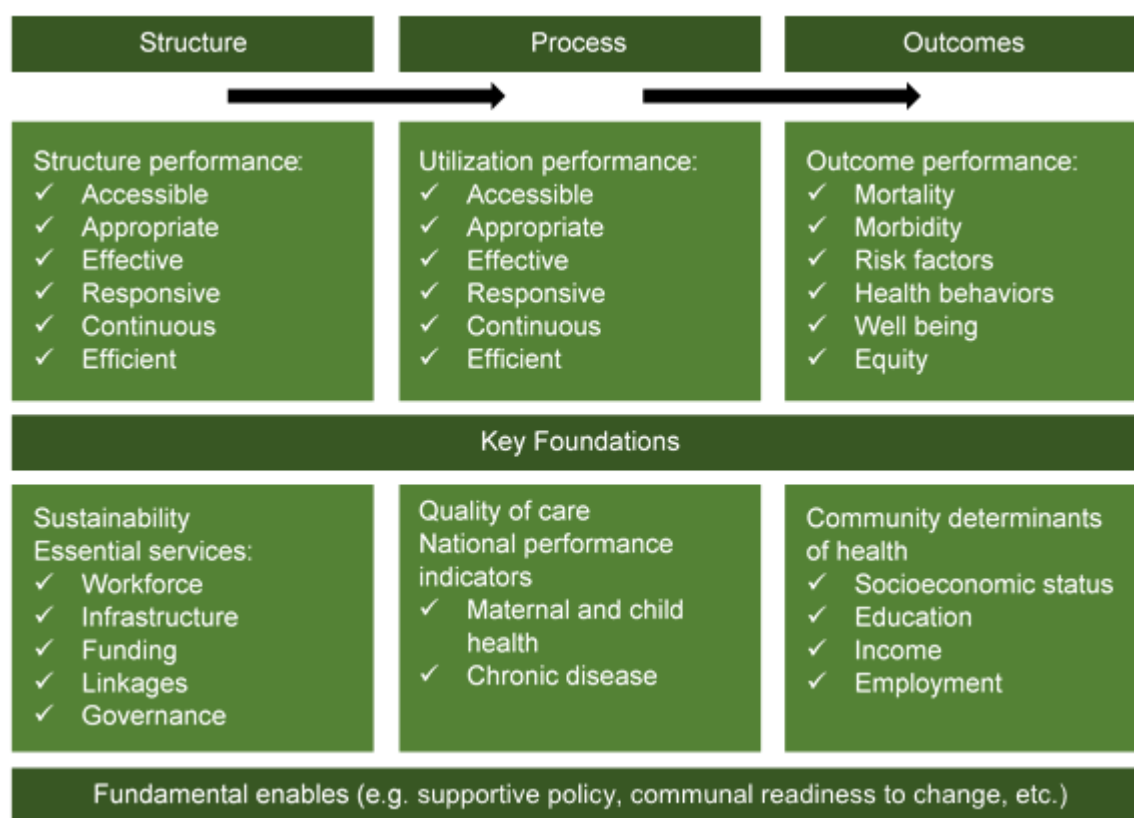 Structure
Process
Outcomes
Structure performance:
✓ Accessible
✓ Appropriate
✓ Effective
✓ Responsive
✓ Continuous
✓ Efficient
Utilization performance:
✓ Accessible
✓ Appropriate
✓ Effective
✓ Responsive
✓ Continuous
✓ Efficient
Outcome performance:
✓ Mortality
✓ Morbidity
✓ Risk factors
✓ Health behaviors
✓ Well being
✓ Equity
Key Foundations
Sustainability
Essential services:
✓ Workforce
✓ Infrastructure
✓ Funding
✓ Linkages
✓ Governance
Quality of care
National performance
indicators
✓ Maternal and child
health
✓ Chronic disease
Community determinants
of health
✓ Socioeconomic status
✓ Education
✓ Income
✓ Employment
Fundamental enables (e.g. supportive policy, communal readiness to change, etc.)